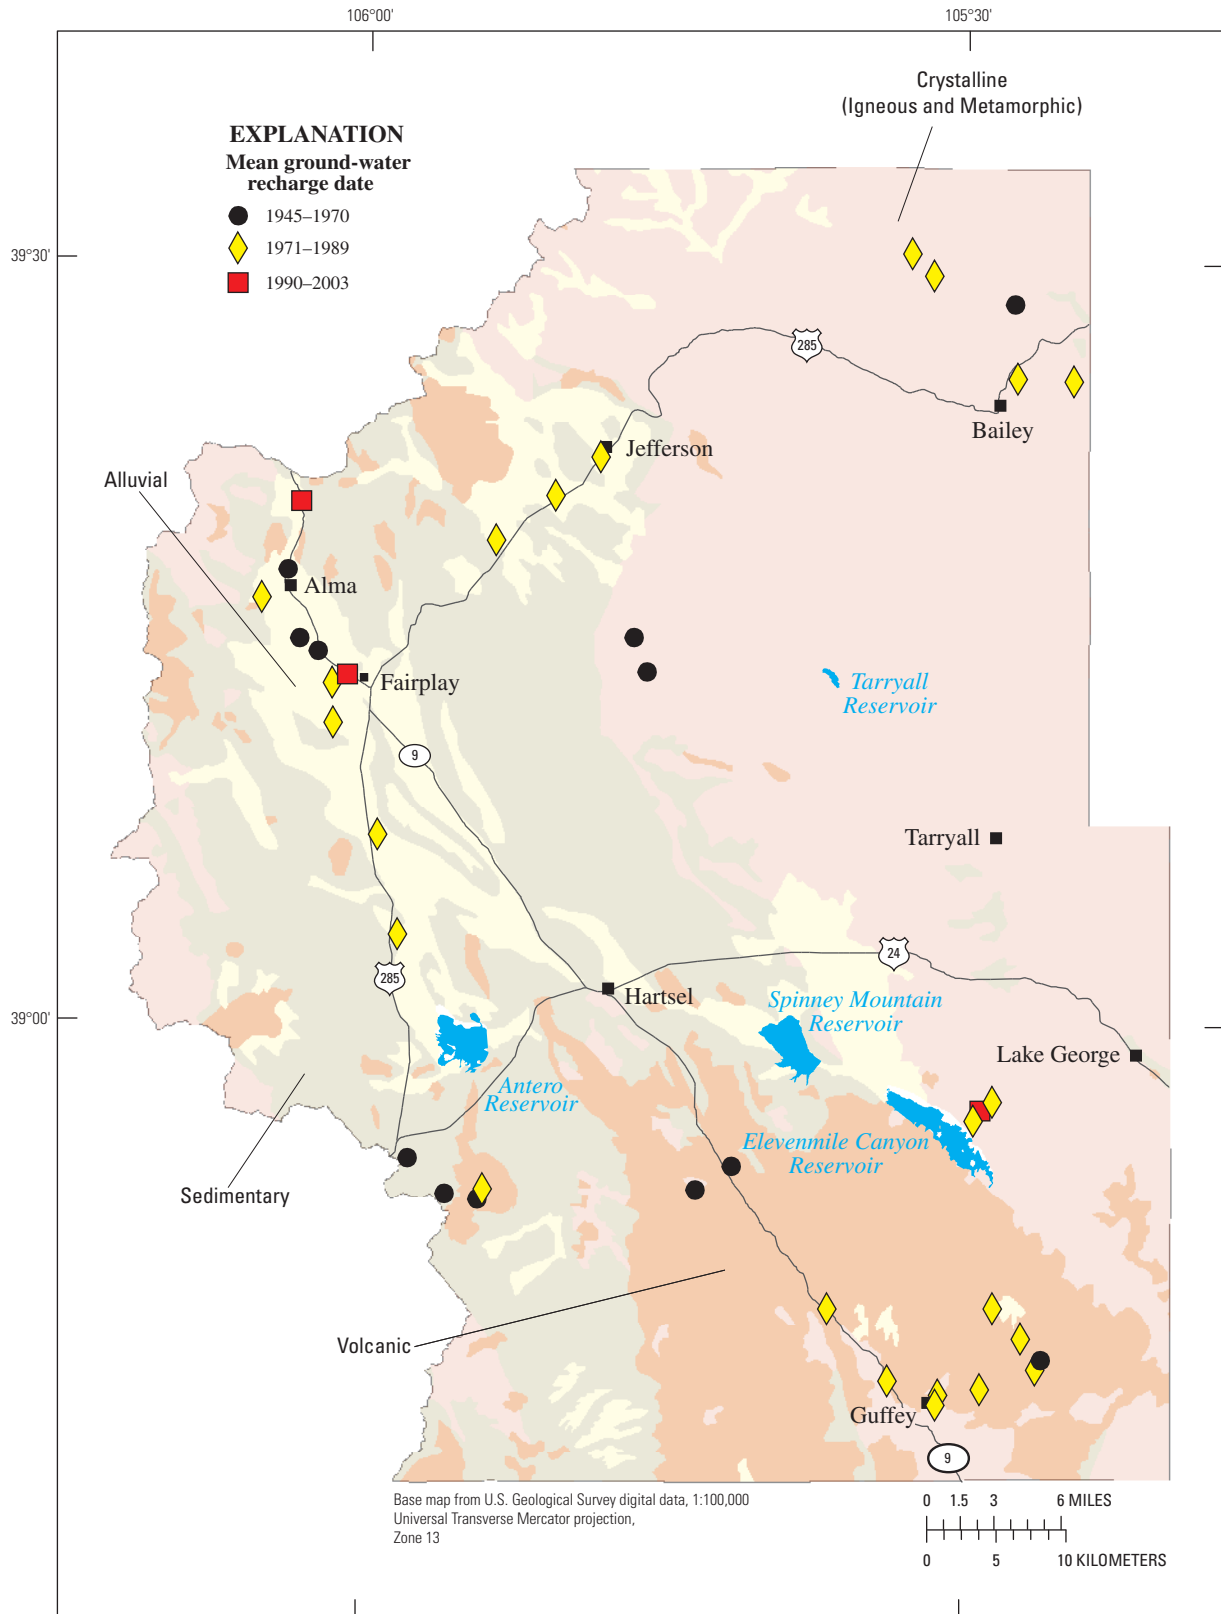 106°00'
105°30'
Crystalline
(Igneous and Metamorphic)
EXPLANATION
Mean ground-water
recharge date
1945–1970
1971–1989
1990–2003
39°30'
285
Bailey
Jefferson
Alluvial
Alma
Fairplay
Tarryall
Reservoir
9
Tarryall
24
285
Hartsel
Spinney Mountain
Reservoir
39°00'
Lake George
Antero
Reservoir
Elevenmile Canyon
Reservoir
Sedimentary
Volcanic
Guffey
9
Base map from U.S. Geological Survey digital data, 1:100,000
Universal Transverse Mercator projection,
Zone 13
0 1.5 3 6 MILES
0 5 10 KILOMETERS